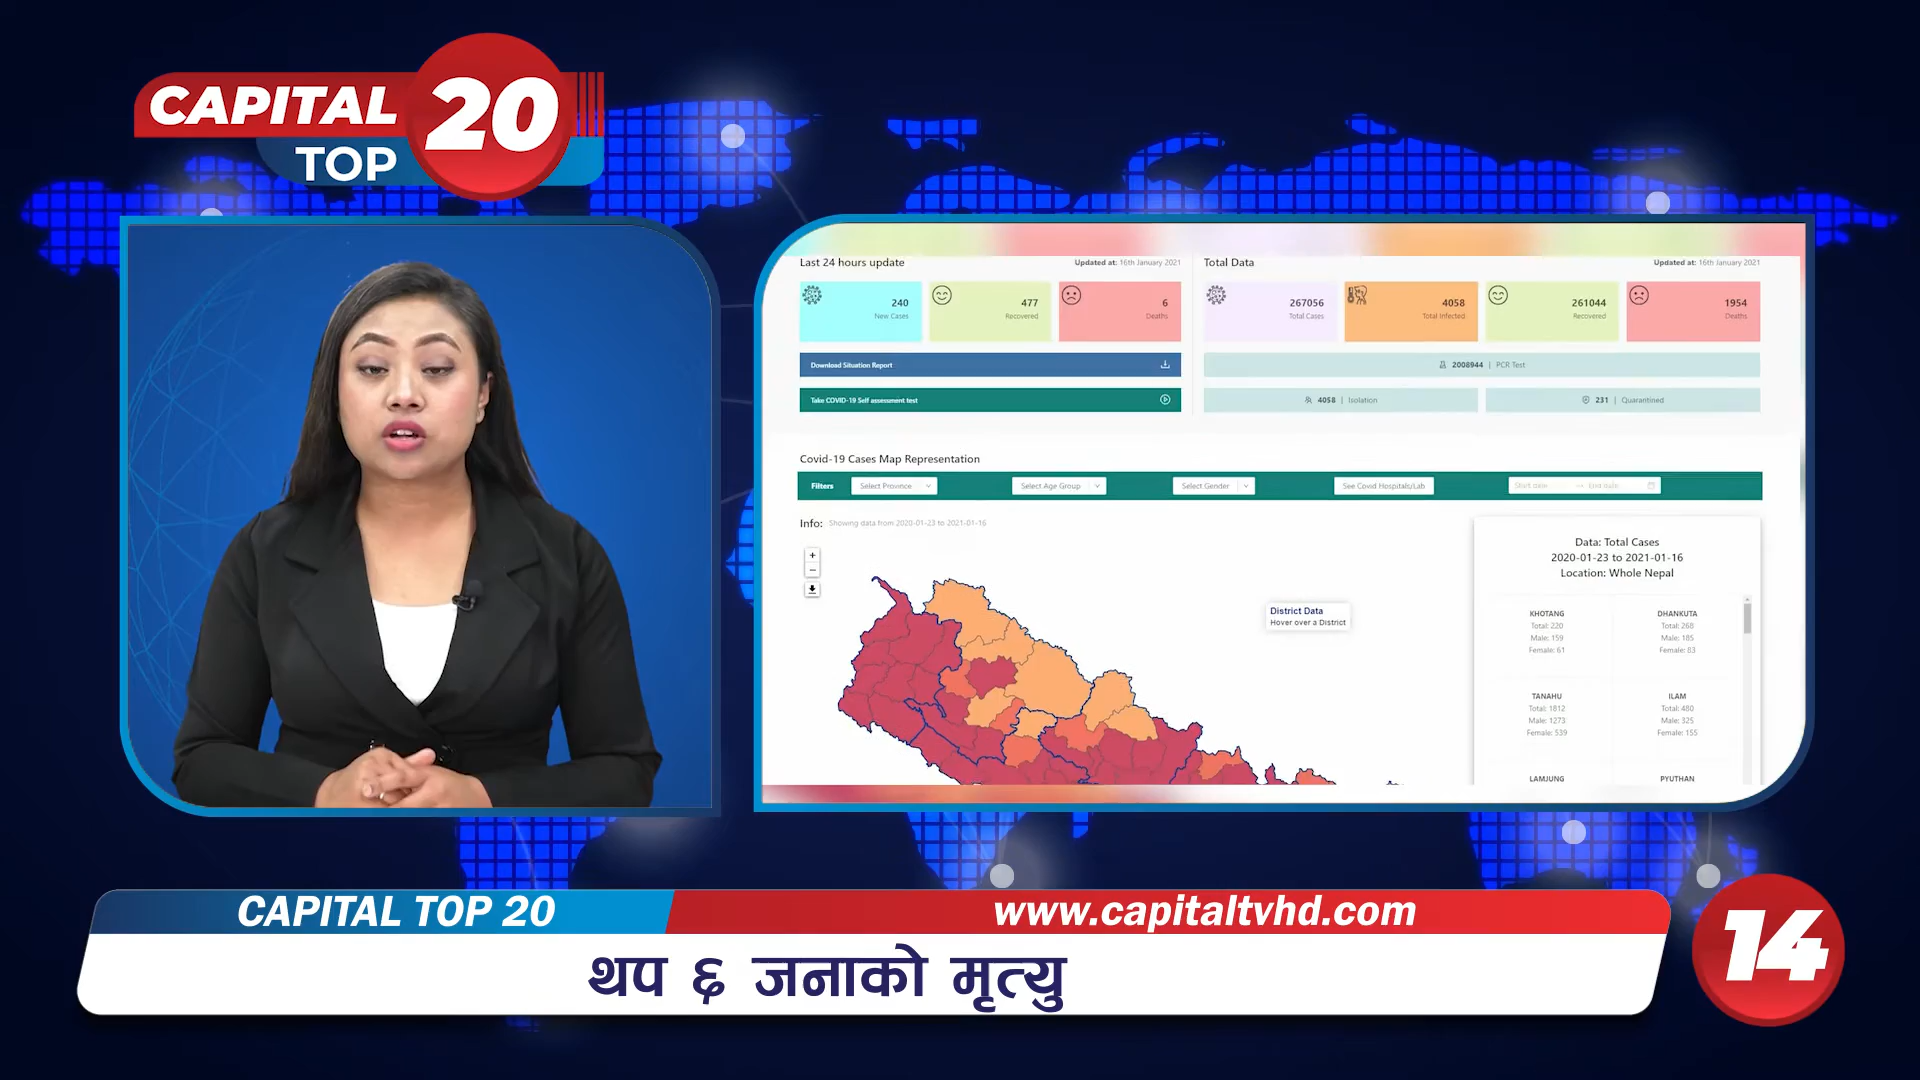 CAPITAL 20
TOP
Last 24 hours update
Updated at: 16th January 2021
240
New Cases
477
Recovered
6
Deaths
Download Situation Report
Take COVID-19 Self assessment test
Total Data
Updated at: 16th January 2021
267056
Total Cases
4058
Total Infected
261044
Recovered
1954
Deaths
2008944 | PCR Test
4058 | Isolation
231 | Quarantined
Covid-19 Cases Map Representation
Filters
Select Province
Select Age Group
Select Gender
See Covid Hospitals/Lab
Start date
End date
Info: Showing data from 2020-01-23 to 2021-01-16
+
−
District Data
Hover over a District
Data: Total Cases
2020-01-23 to 2021-01-16
Location: Whole Nepal
KHOTANG
Total: 220
Male: 159
Female: 61
DHANKUTA
Total: 268
Male: 185
Female: 83
TANAHU
Total: 1812
Male: 1273
Female: 539
ILAM
Total: 480
Male: 325
Female: 155
LAMJUNG
PYUTHAN
CAPITAL TOP 20
www.capitaltvhd.com
थप ६ जनाको मृत्यु
14